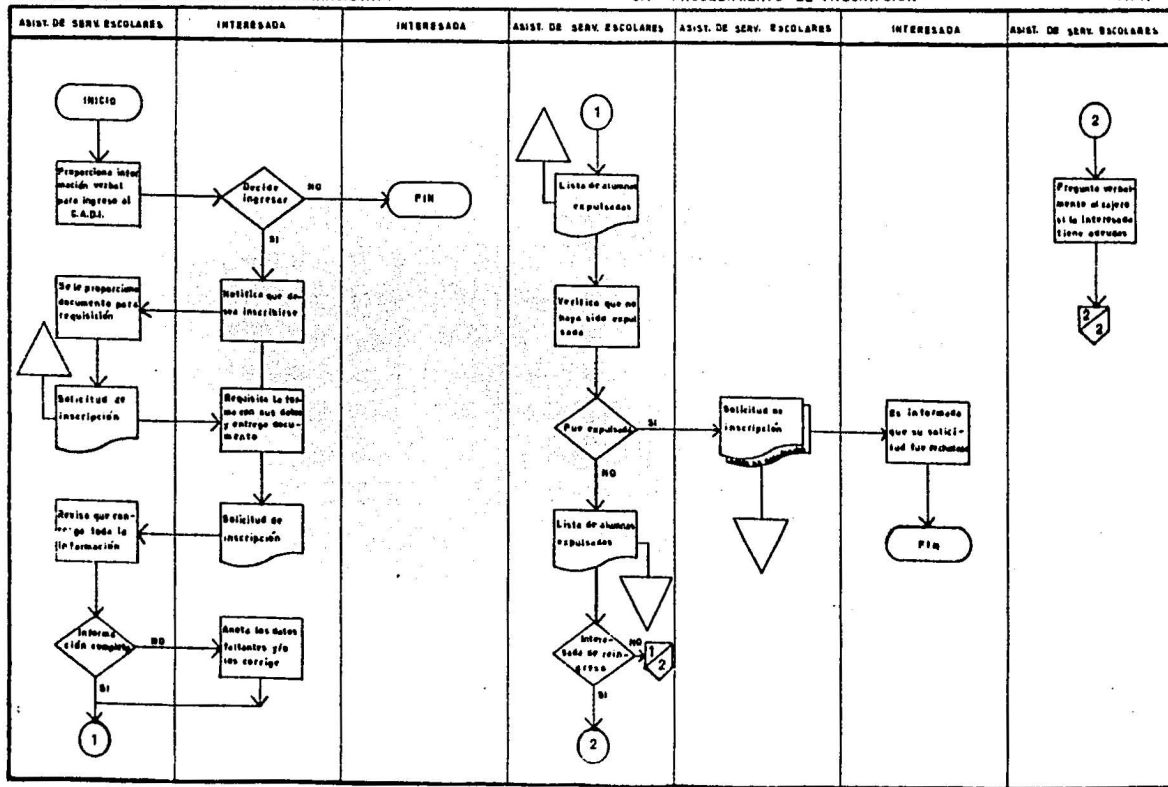 ASIST. DE SERV. ESCOLARES
INTERESADA
INTERESADA
ASIST. DE SERV. ESCOLARES
ASIST. DE SERV. ESCOLARES
INTERESADA
ASIST. DE SERV. ESCOLARES
INICIO
Proporciona infor
mación verbal
para ingreso al
C.A.D.I.
Decide
ingresar
NO
FIN
SI
Notifica que de-
sea inscribirse
Se le proporciona
documento para
requisición
Solicitud de
inscripción
Requisita la for-
ma con sus datos
y entrega docu-
mento
Solicitud de
inscripción
Revisa que con-
tenga toda la
información
Informa
ción completa
NO
Anota los datos
faltantes y/o
los corrige
SI
1
1
Lista de alumnas
expulsadas
Verifica que no
haya sido expul
sada
Fue expulsada
SI
NO
Solicitud de
inscripción
Es informada
que su solici-
tud fue rechazada
FIN
Lista de alumnas
expulsadas
Intere-
sada de rein-
greso
NO
1
2
SI
2
2
Pregunta verbal-
mente al cajero
si la interesada
tiene adeudos
2
2